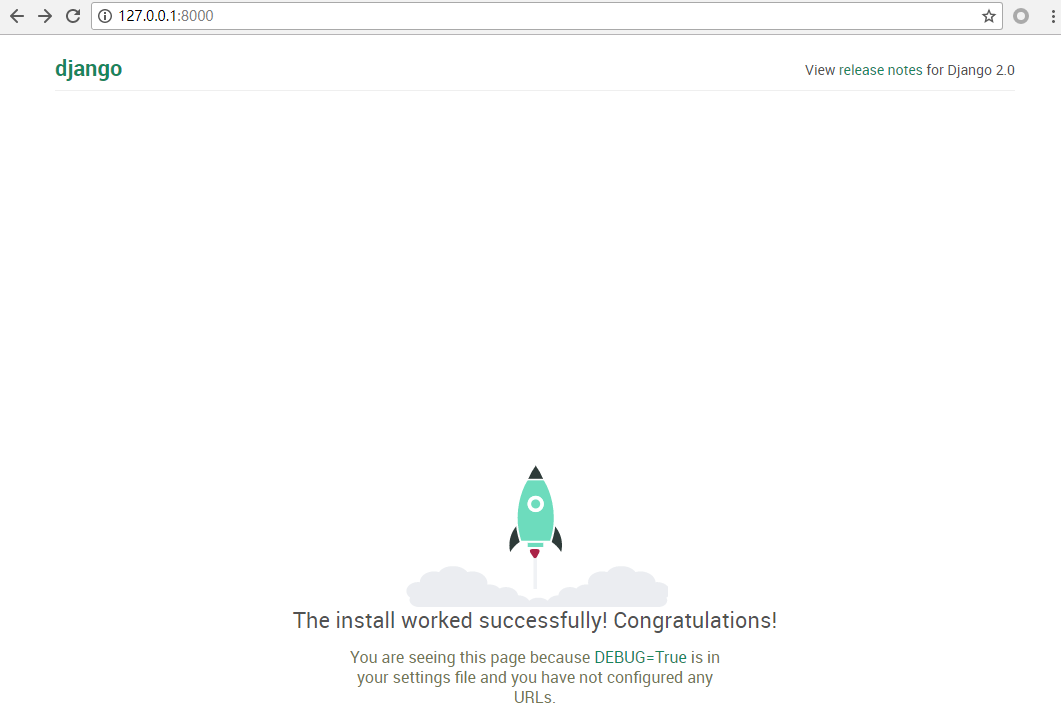 127.0.0.1:8000
django
View release notes for Django 2.0
The install worked successfully! Congratulations!
You are seeing this page because DEBUG=True is in
your settings file and you have not configured any
URLs.